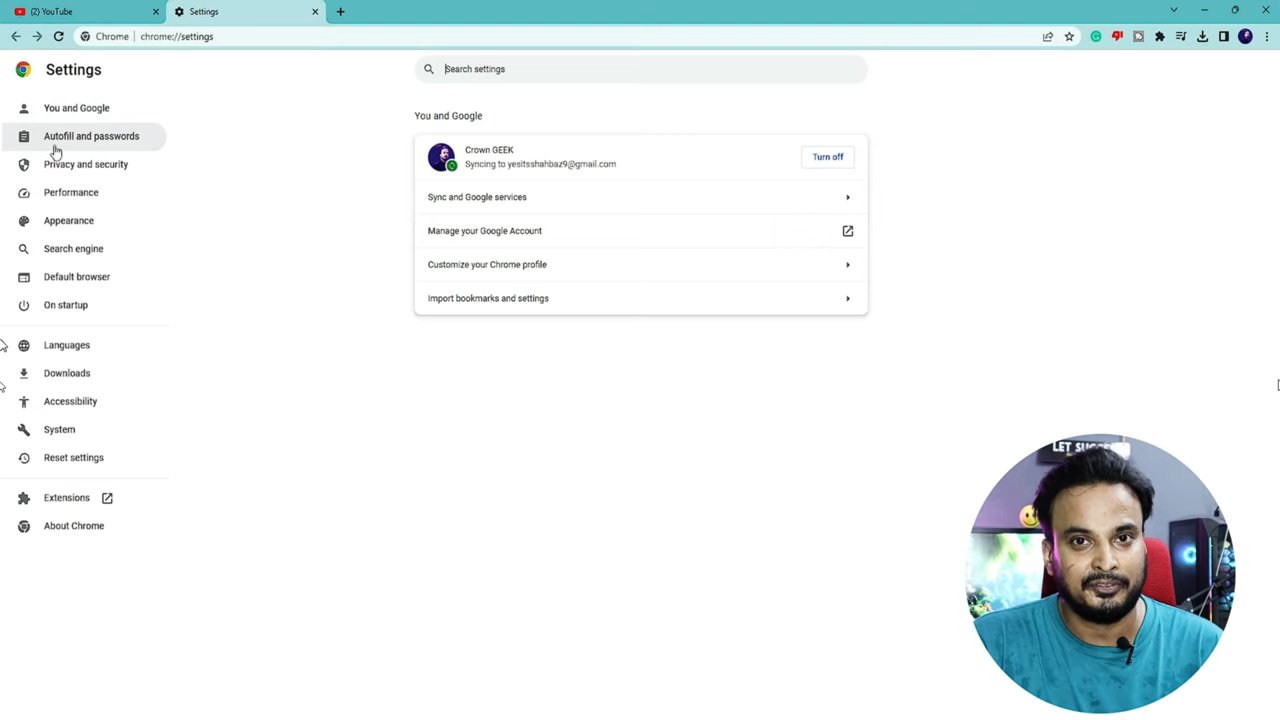 (2) YouTube
Settings
Chrome
chrome://settings
Settings
Search settings
You and Google
Autofill and passwords
Privacy and security
Performance
Appearance
Search engine
Default browser
On startup
Languages
Downloads
Accessibility
System
Reset settings
Extensions
About Chrome
You and Google
Crown GEEK
Syncing to yesitsshahbaz9@gmail.com
Turn off
Sync and Google services
Manage your Google Account
Customize your Chrome profile
Import bookmarks and settings